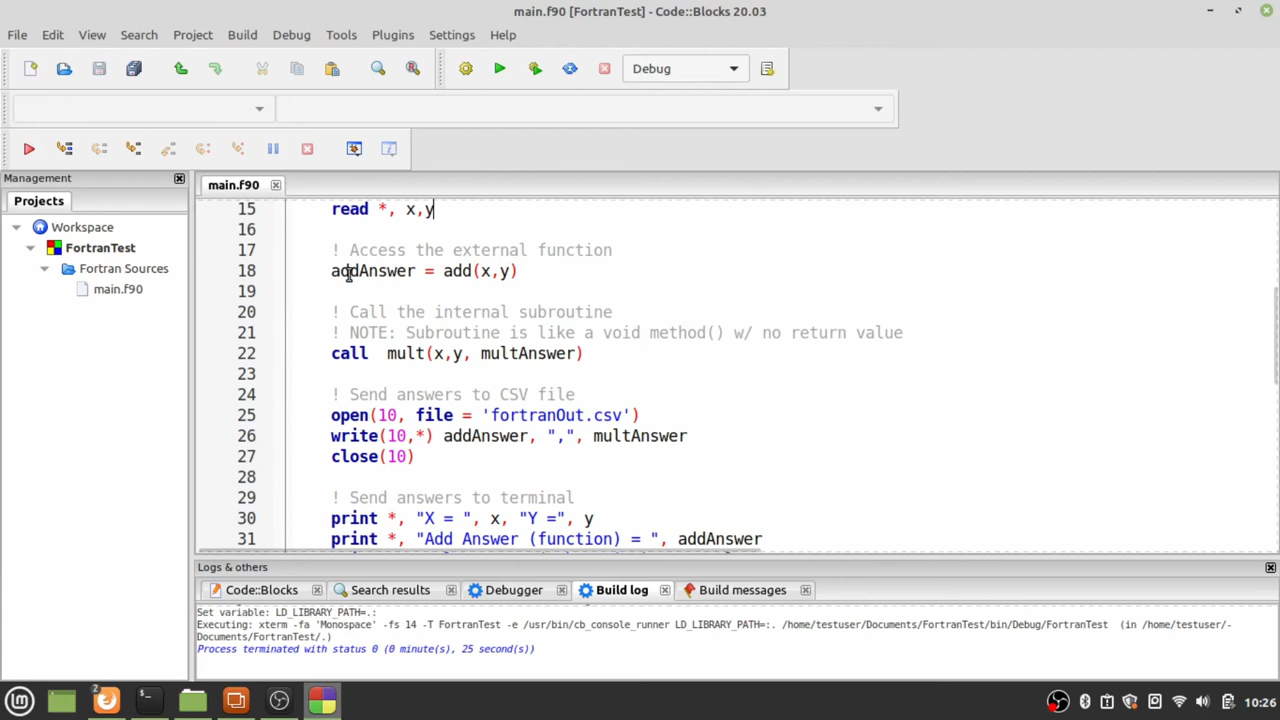 main.f90 [FortranTest] - Code::Blocks 20.03
File Edit View Search Project Build Debug Tools Plugins Settings Help
Debug
Management
Projects
Workspace
FortranTest
Fortran Sources
main.f90
main.f90
15 read *, x,y
16
17 ! Access the external function
18 addAnswer = add(x,y)
19
20 ! Call the internal subroutine
21 ! NOTE: Subroutine is like a void method() w/ no return value
22 call  mult(x,y, multAnswer)
23
24 ! Send answers to CSV file
25 open(10, file = 'fortranOut.csv')
26 write(10,*) addAnswer, ",", multAnswer
27 close(10)
28
29 ! Send answers to terminal
30 print *, "X = ", x, "Y =", y
31 print *, "Add Answer (function) = ", addAnswer
Logs & others
Code::Blocks Search results Debugger Build log Build messages
Set variable: LD_LIBRARY_PATH=.:
Executing: xterm -fa 'Monospace' -fs 14 -T FortranTest -e /usr/bin/cb_console_runner LD_LIBRARY_PATH=:. /home/testuser/Documents/FortranTest/bin/Debug/FortranTest  (in /home/testuser/-
Documents/FortranTest/.)
Process terminated with status 0 (0 minute(s), 25 second(s))
2
10:26